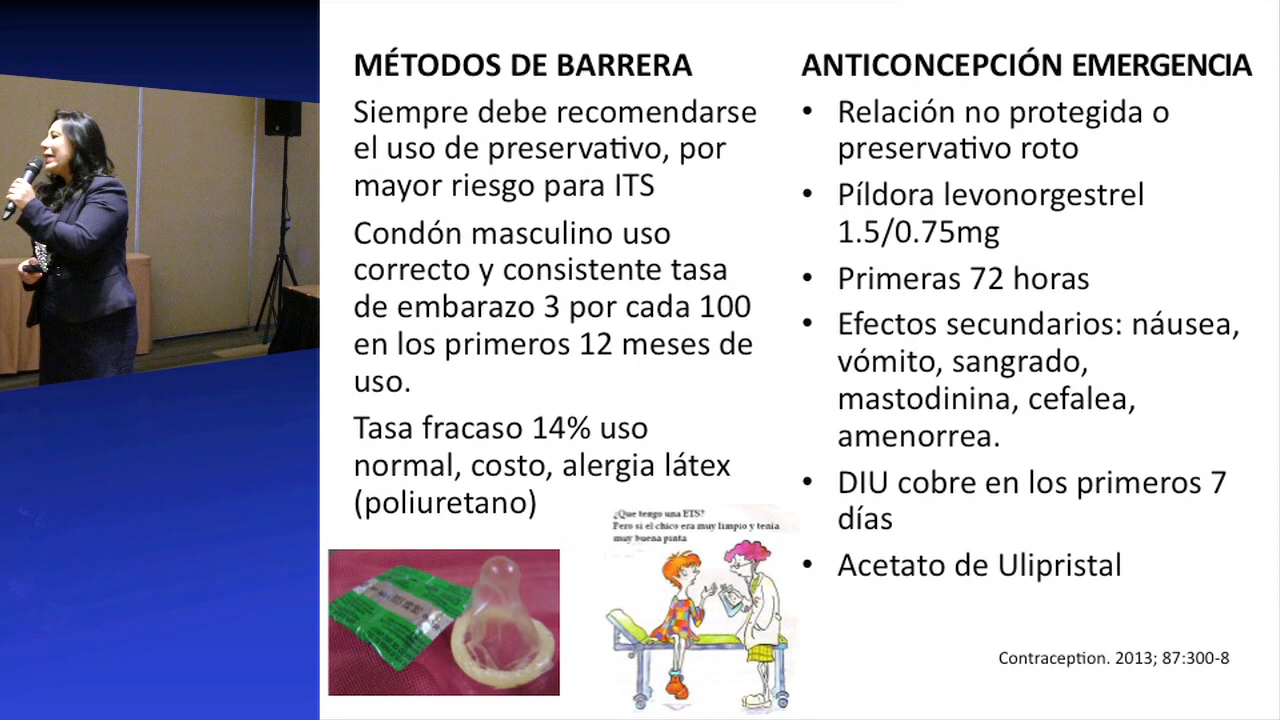 MÉTODOS DE BARRERA
Siempre debe recomendarse
el uso de preservativo, por
mayor riesgo para ITS
Condón masculino uso
correcto y consistente tasa
de embarazo 3 por cada 100
en los primeros 12 meses de
uso.
Tasa fracaso 14% uso
normal, costo, alergia látex
(poliuretano)
¿Que tengo una ETS?
Pero si el chico era muy limpio y tenia
muy buena pinta
ANTICONCEPCIÓN EMERGENCIA
• Relación no protegida o
preservativo roto
• Píldora levonorgestrel
1.5/0.75mg
• Primeras 72 horas
• Efectos secundarios: náusea,
vómito, sangrado,
mastodinina, cefalea,
amenorrea.
• DIU cobre en los primeros 7
días
• Acetato de Ulipristal
Contraception. 2013; 87:300-8